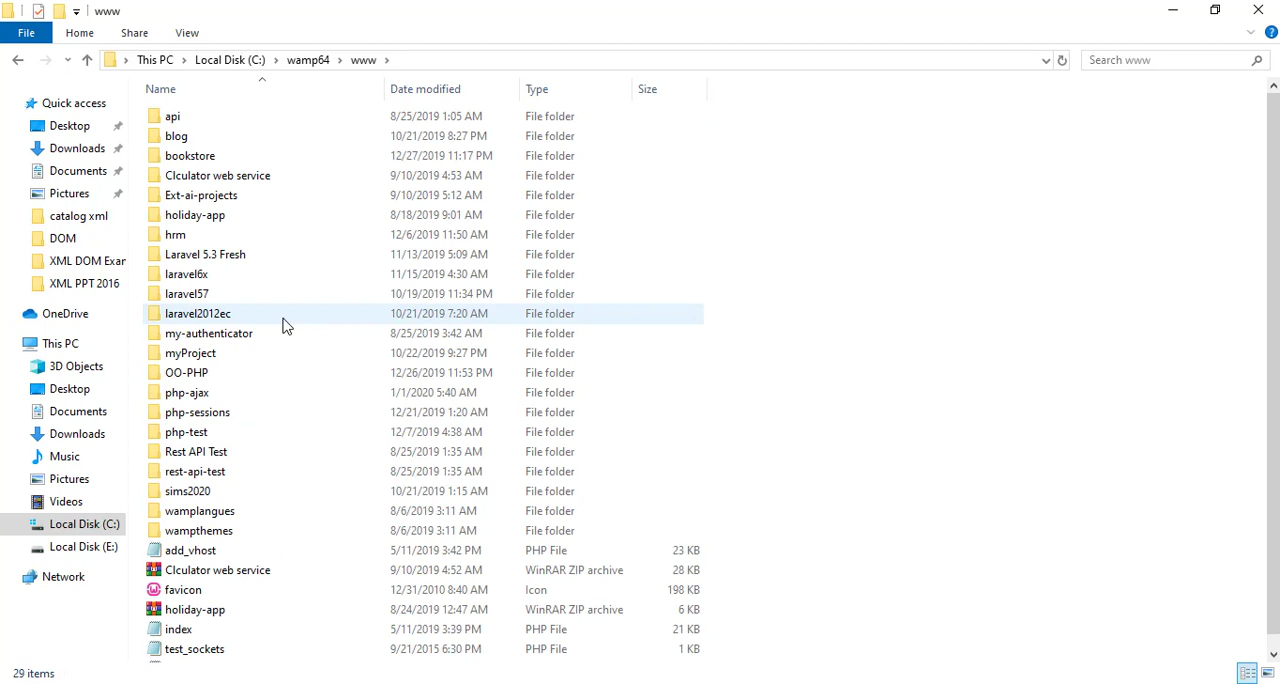 www
File Home Share View
This PC Local Disk (C:) wamp64 www Search www
Name Date modified Type Size
Quick access
Desktop
Downloads
Documents
Pictures
catalog xml
DOM
XML DOM Exar
XML PPT 2016
OneDrive
This PC
3D Objects
Desktop
Documents
Downloads
Music
Pictures
Videos
Local Disk (C:)
Local Disk (E:)
Network
api 8/25/2019 1:05 AM File folder
blog 10/21/2019 8:27 PM File folder
bookstore 12/27/2019 11:17 PM File folder
Clculator web service 9/10/2019 4:53 AM File folder
Ext-ai-projects 9/10/2019 5:12 AM File folder
holiday-app 8/18/2019 9:01 AM File folder
hrm 12/6/2019 11:50 AM File folder
Laravel 5.3 Fresh 11/13/2019 5:09 AM File folder
laravel6x 11/15/2019 4:30 AM File folder
laravel57 10/19/2019 11:34 PM File folder
laravel2012ec 10/21/2019 7:20 AM File folder
my-authenticator 8/25/2019 3:42 AM File folder
myProject 10/22/2019 9:27 PM File folder
OO-PHP 12/26/2019 11:53 PM File folder
php-ajax 1/1/2020 5:40 AM File folder
php-sessions 12/21/2019 1:20 AM File folder
php-test 12/7/2019 4:38 AM File folder
Rest API Test 8/25/2019 1:35 AM File folder
rest-api-test 8/25/2019 1:35 AM File folder
sims2020 10/21/2019 1:15 AM File folder
wamplangues 8/6/2019 3:11 AM File folder
wampthemes 8/6/2019 3:11 AM File folder
add_vhost 5/11/2019 3:42 PM PHP File 23 KB
Clculator web service 9/10/2019 4:52 AM WinRAR ZIP archive 28 KB
favicon 12/31/2010 8:40 AM Icon 198 KB
holiday-app 8/24/2019 12:47 AM WinRAR ZIP archive 6 KB
index 5/11/2019 3:39 PM PHP File 21 KB
test_sockets 9/21/2015 6:30 PM PHP File 1 KB
29 items